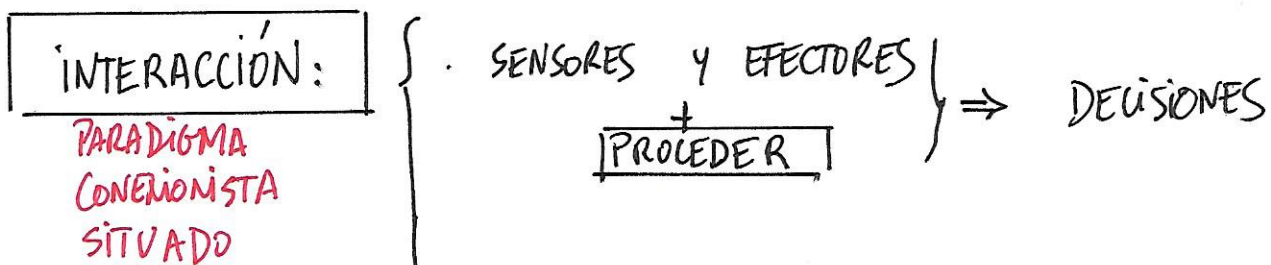 INTERACCIÓN:
PARADIGMA
CONEXIONISTA
SITUADO
· SENSORES Y EFECTORES
+
PROCEDER
⇒ DECISIONES